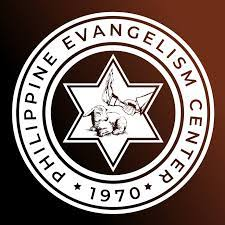 PHILIPPINE EVANGELISM CENTER
★ 1970 ★